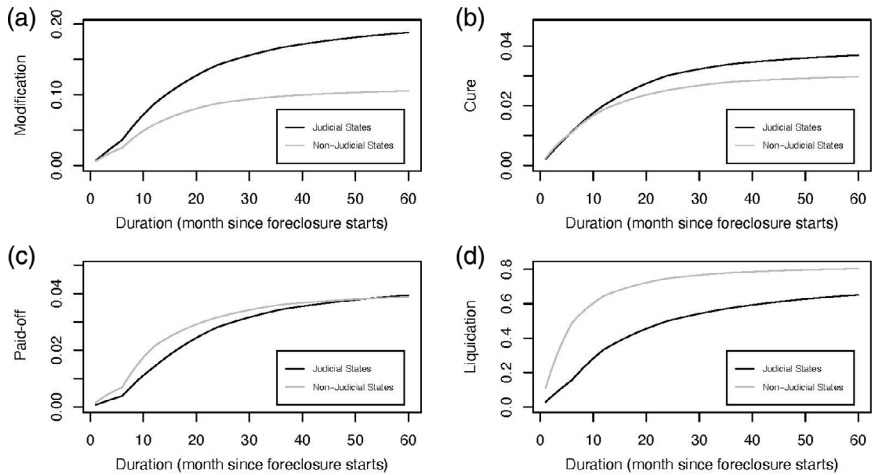 (a)
Modification
0.20
0.10
0.00
Judicial States
Non-Judicial States
0 10 20 30 40 50 60
Duration (month since foreclosure starts)
(b)
Cure
0.04
0.02
0.00
Judicial States
Non-Judicial States
0 10 20 30 40 50 60
Duration (month since foreclosure starts)
(c)
Paid-off
0.04
0.02
0.00
Judicial States
Non-Judicial States
0 10 20 30 40 50 60
Duration (month since foreclosure starts)
(d)
Liquidation
0.8
0.6
0.4
0.2
0.0
Judicial States
Non-Judicial States
0 10 20 30 40 50 60
Duration (month since foreclosure starts)